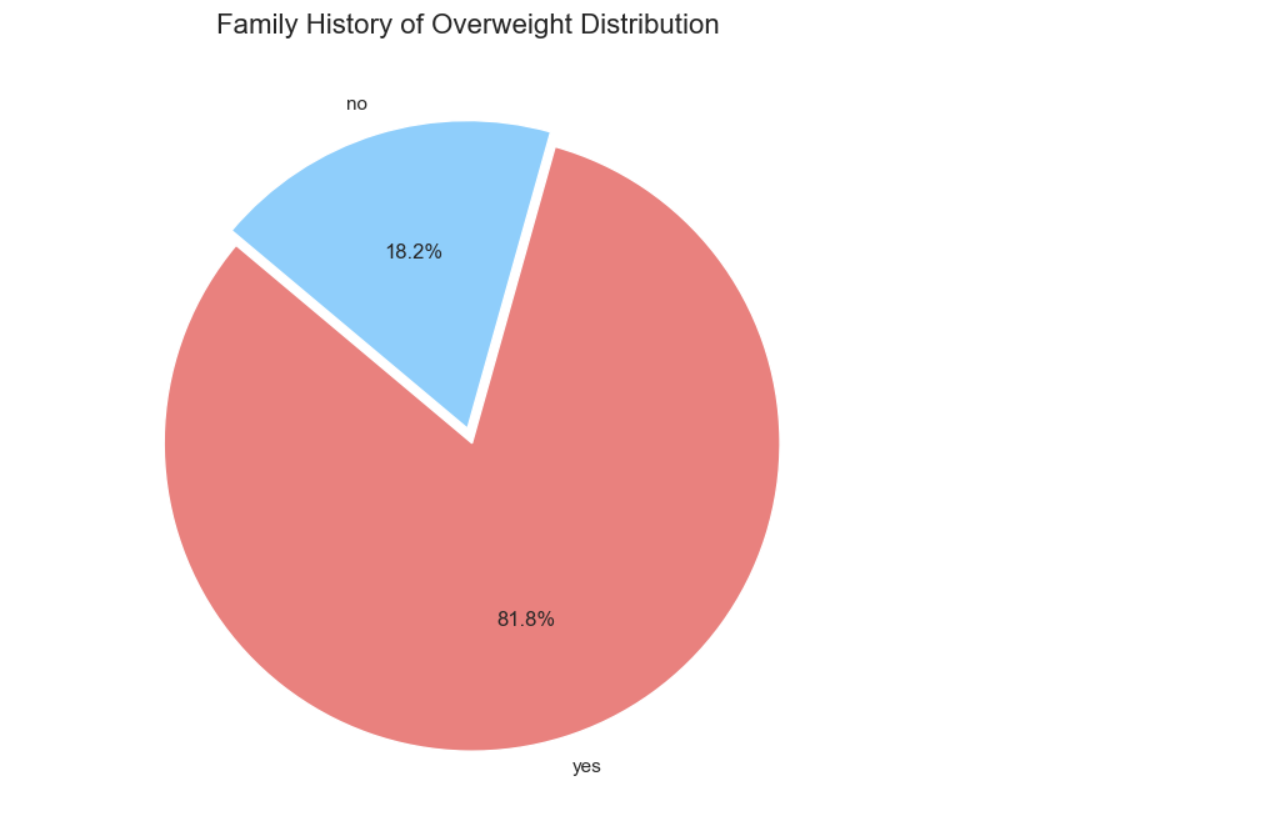 Family History of Overweight Distribution
no
18.2%
81.8%
yes